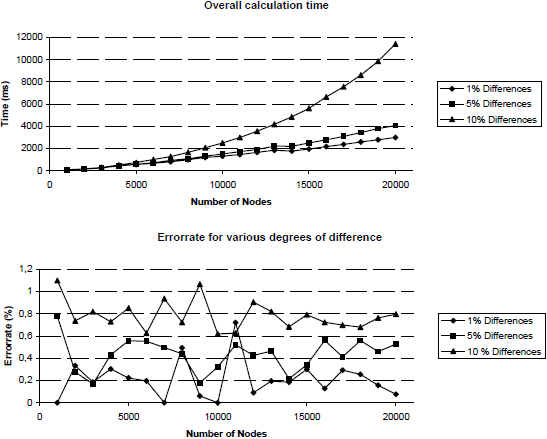 Overall calculation time
12000
10000
8000
6000
4000
2000
0
Time (ms)
0 5000 10000 15000 20000
Number of Nodes
1% Differences
5% Differences
10% Differences
Errorrate for various degrees of difference
1,2
1
0,8
0,6
0,4
0,2
0
Errorrate (%)
0 5000 10000 15000 20000
Number of Nodes
1% Differences
5% Differences
10 % Differences